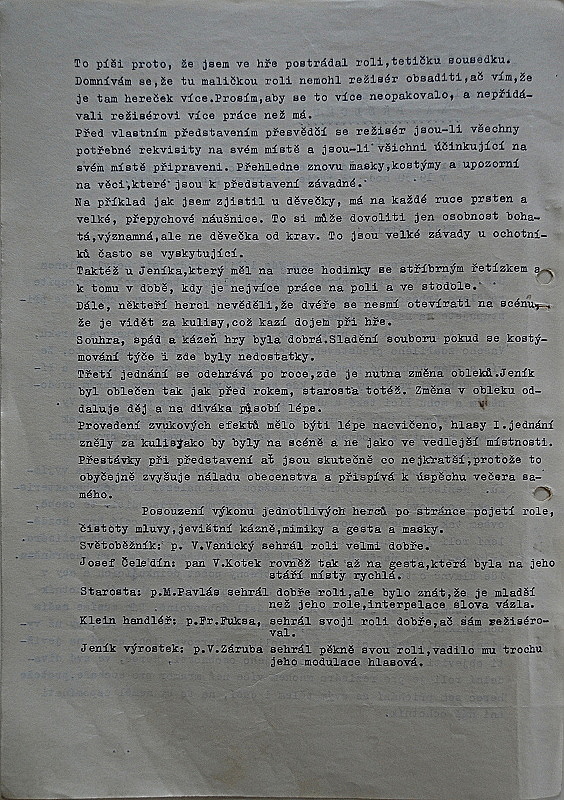 To píši proto, že jsem ve hře postrádal roli,tetičku sousedku.
Domnívám se,že tu maličkou roli nemohl režisér obsaditi,ač vím,že
je tam hereček více.Prosím,aby se to více neopakovalo, a nepřidá-
vali režisérovi více práce než má.
Před vlastním představením přesvědčí se režisér jsou-li všechny
potřebné rekvisity na svém místě a jsou-li všichni účinkující na
svém místě připraveni. Přehledne znovu masky,kostýmy a upozorní
na věci,které jsou k představení závadné.
Na příklad jak jsem zjistil u děvečky, má na každé ruce prsten a
velké, přepychové náušnice. To si může dovoliti jen osobnost boha-
tá,významná,ale ne děvečka od krav. To jsou velké závady u ochotní-
ků často se vyskytující.
Taktéž u Jeníka,který měl na ruce hodinky se stříbrným řetízkem a
k tomu v době, kdy je nejvíce práce na poli a ve stodole.
Dále, někteří herci nevěděli,že dvéře se nesmí otevírati na scénu,
že je vidět za kulisy,což kazí dojem při hře.
Souhra, spád a kázeň hry byla dobrá.Sladění souboru pokud se kostý-
mování týče i zde byly nedostatky.
Třetí jednání se odehrává po roce,zde je nutna změna obleků.Jeník
byl oblečen tak jak před rokem, starosta totéž. Změna v obleku od-
daluje děj a na diváka působí lépe.
Provedení zvukových efektů mělo býti lépe nacvičeno, hlasy I.jednání
zněly za kulisyjako by byly na scéně a ne jako ve vedlejší místnosti.
Přestávky při představení ať jsou skutečně co nejkratší,protože to
obyčejně zvyšuje náladu obecenstva a přispívá k úspěchu večera sa-
mého.
Posouzení výkonu jednotlivých herců po stránce pojetí role,
čistoty mluvy,jevištní kázně,mimiky a gesta a masky.
Světoběžník: p. V.Vanický sehrál roli velmi dobře.
Josef Čeledín: pan V.Kotek rovněž tak až na gesta,která byla na jeho
stáří místy rychlá.
Starosta: p.M.Pavlás sehrál dobře roli,ale bylo znát,že je mladší
než jeho role,interpelace slova vázla.
Klein handlěř: p.Fr.Fuksa, sehrál svoji roli dobře,ač sám režiséro-
val.
Jeník výrostek: p.V.Záruba sehrál pěkně svou roli,vadilo mu trochu
jeho modulace hlasová.